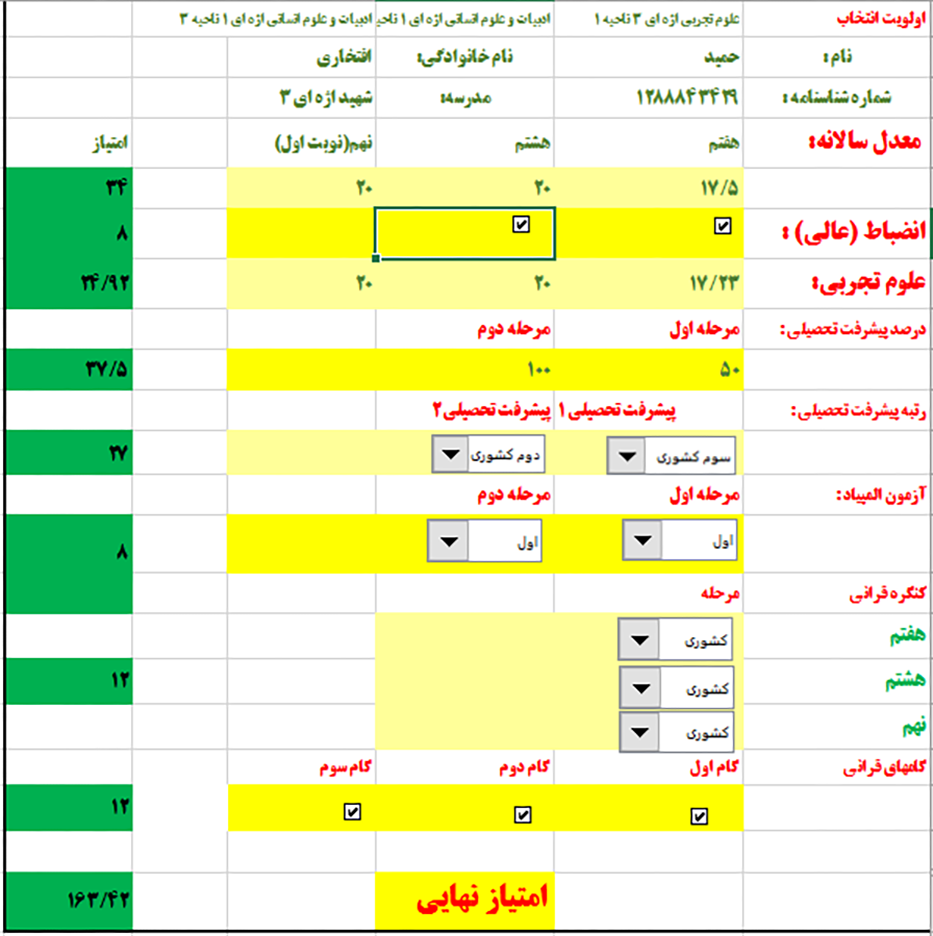 اولویت انتخاب علوم تجربی اژه ای ۳ ناحیه ۱ ادبیات و علوم انسانی اژه ای ۱ ناحیه ادبیات و علوم انسانی اژه ای ۱ ناحیه ۳
نام: حمید نام خانوادگی: افتخاری
شماره شناسنامه: ۱۲۸۸۸۴۳۴۲۹ مدرسه: شهید اژه ای ۳
معدل سالانه: هفتم هشتم نهم(نوبت اول) امتیاز
۱۷/۵ ۲۰ ۲۰ ۳۴
انضباط (عالی) : ۸
علوم تجربی: ۱۷/۲۳ ۲۰ ۲۰ ۲۴/۹۲
درصد پیشرفت تحصیلی: مرحله اول مرحله دوم
۵۰ ۱۰۰ ۳۷/۵
رتبه پیشرفت تحصیلی: پیشرفت تحصیلی ۱ پیشرفت تحصیلی ۲
سوم کشوری دوم کشوری ۲۷
آزمون المپیاد: مرحله اول مرحله دوم
اول اول ۸
کنگره قرانی مرحله
هفتم کشوری
هشتم کشوری ۱۲
نهم کشوری
گامهای قرانی گام اول گام دوم گام سوم
۱۲
امتیاز نهایی ۱۶۳/۴۲